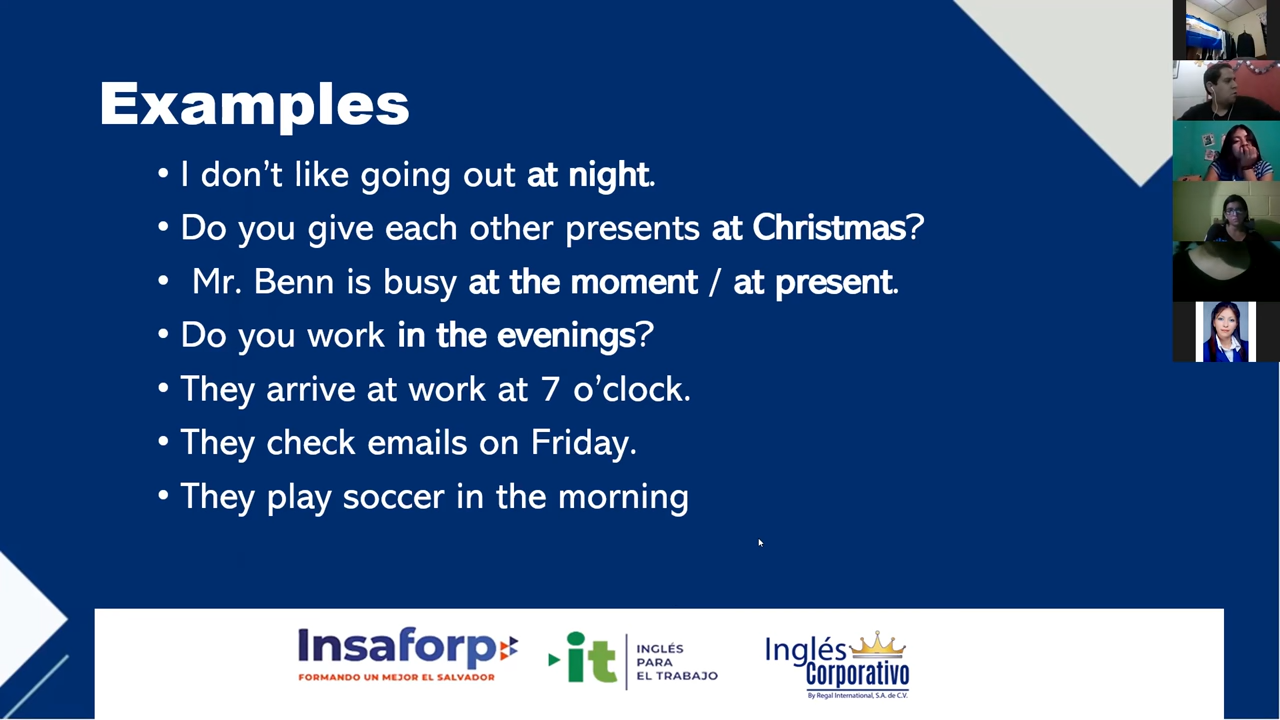 Examples
• I don’t like going out at night.
• Do you give each other presents at Christmas?
• Mr. Benn is busy at the moment / at present.
• Do you work in the evenings?
• They arrive at work at 7 o’clock.
• They check emails on Friday.
• They play soccer in the morning
Insaforp
FORMANDO UN MEJOR EL SALVADOR
it
INGLÉS
PARA
EL TRABAJO
Inglés
Corporativo
By Regal International, S.A. de C.V.